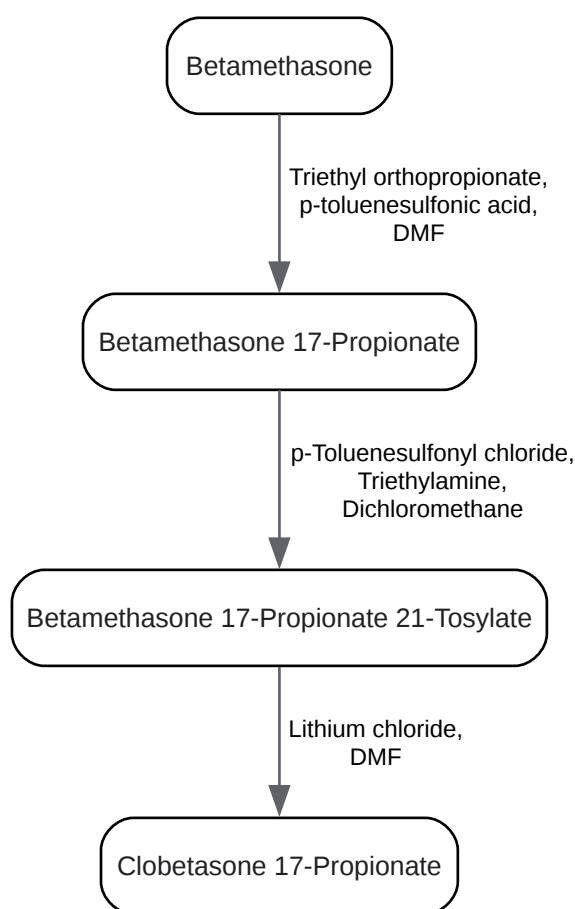 Betamethasone
Triethyl orthopropionate,
p-toluenesulfonic acid,
DMF
Betamethasone 17-Propionate
p-Toluenesulfonyl chloride,
Triethylamine,
Dichloromethane
Betamethasone 17-Propionate 21-Tosylate
Lithium chloride,
DMF
Clobetasone 17-Propionate